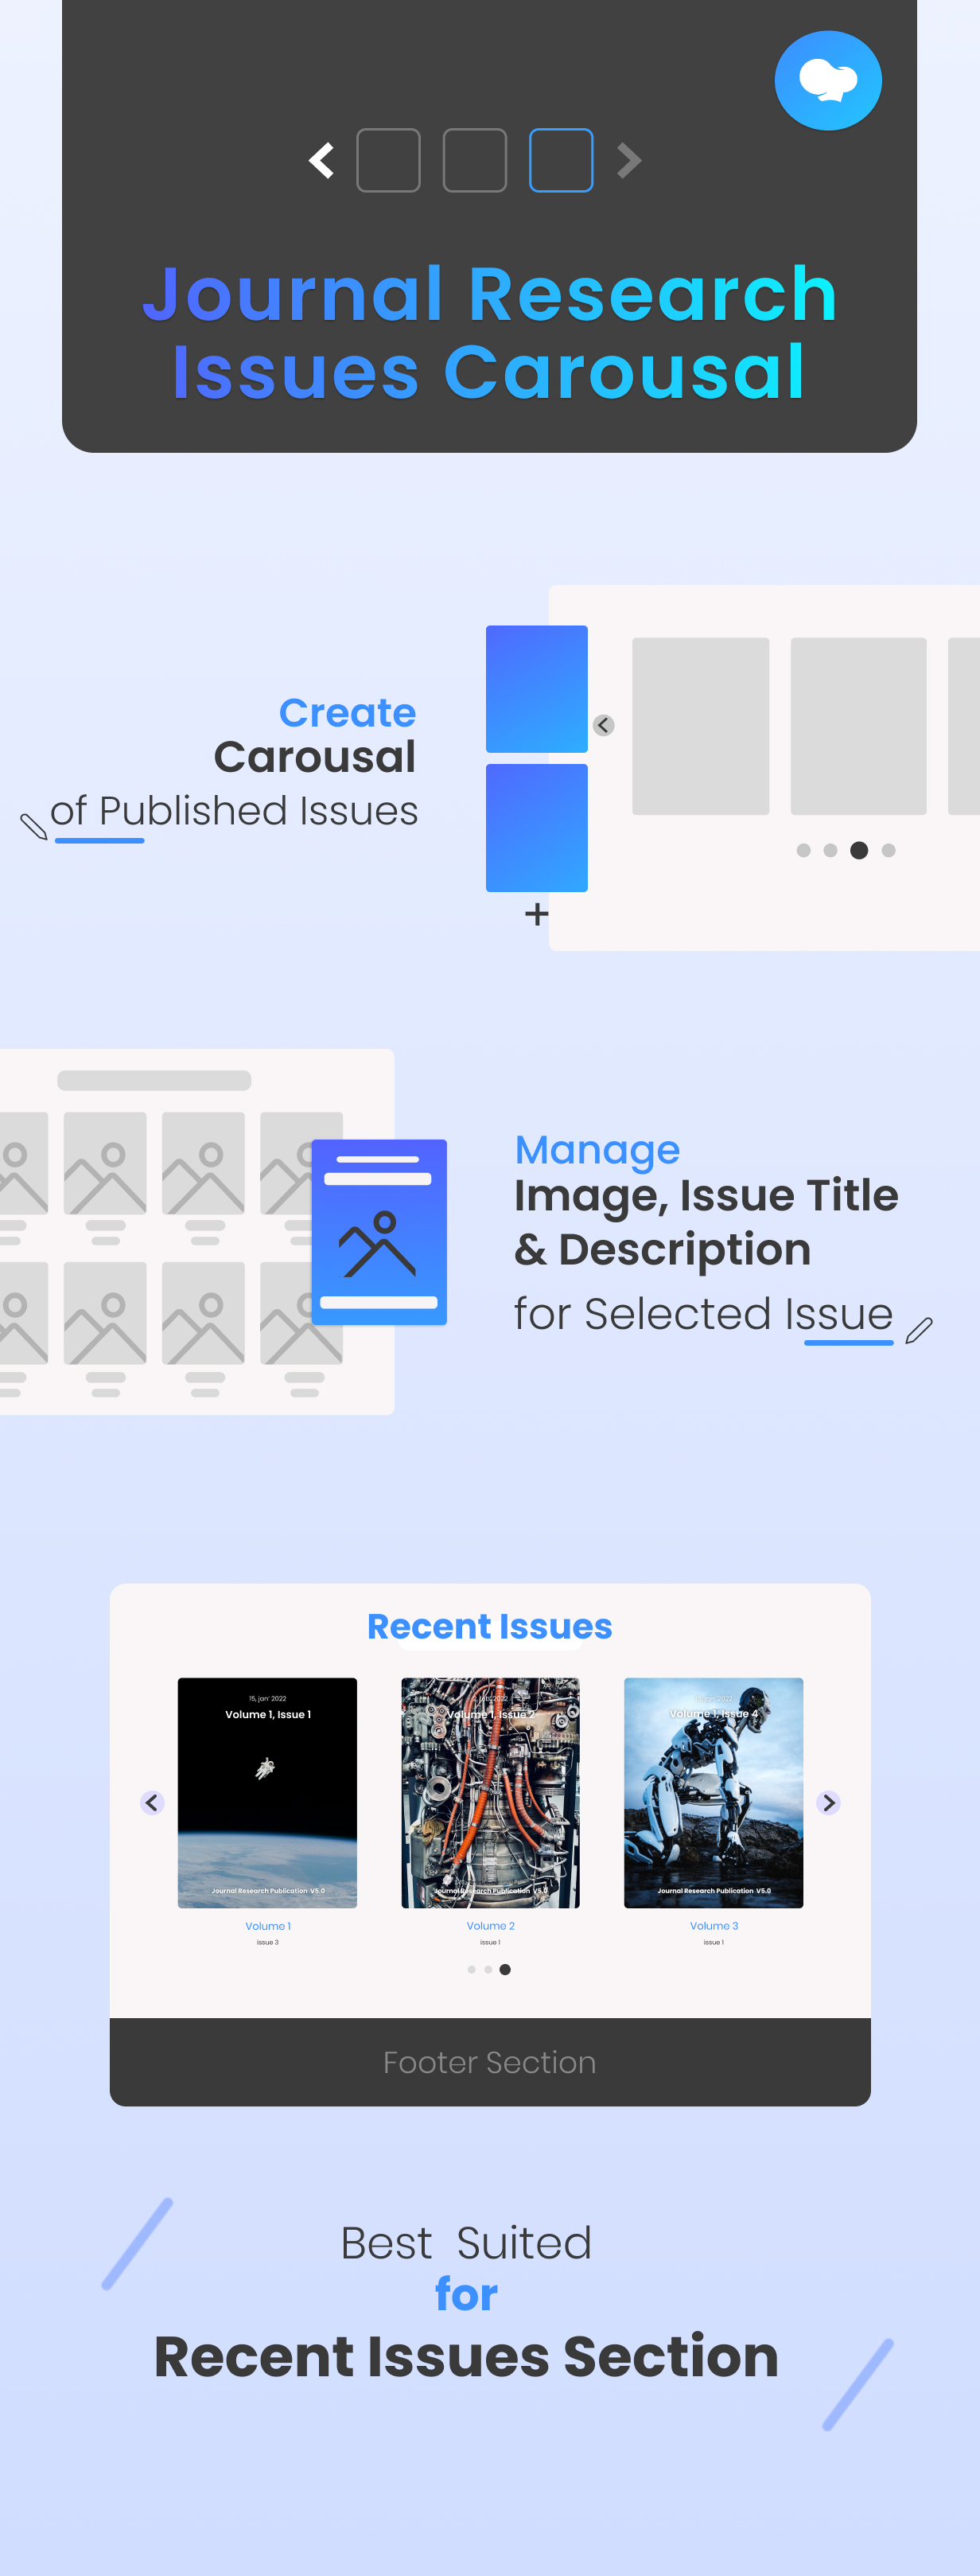 Journal Research
Issues Carousal
Create
Carousal
of Published Issues
Manage
Image, Issue Title
& Description
for Selected Issue
Recent Issues
15, jan' 2022
Volume 1, Issue 1
Journal Research Publication V5.0
Volume 1
issue 3
2022
Volume 1, Issue 2
Journal Research Publication V5.0
Volume 2
issue 1
2022
Volume 1, Issue 4
Journal Research Publication V5.0
Volume 3
issue 1
Footer Section
Best Suited
for
Recent Issues Section